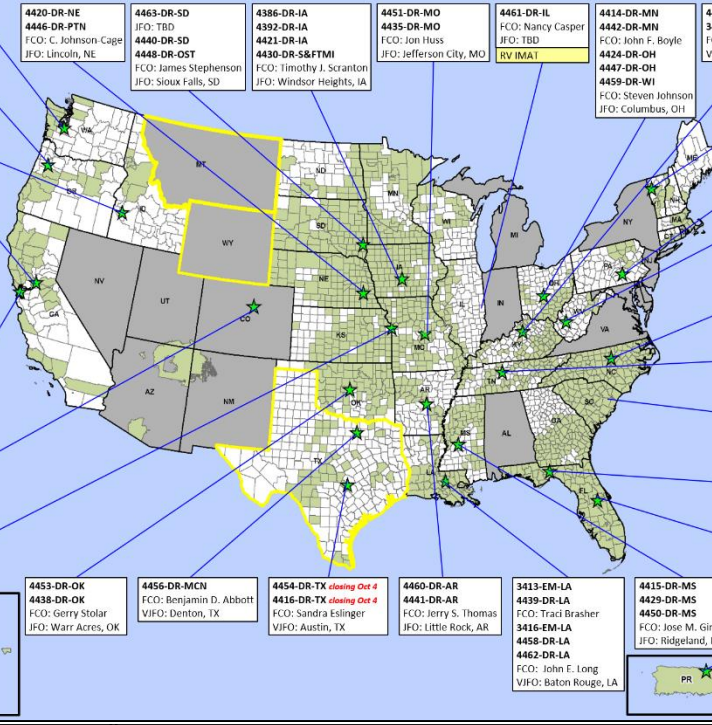 4420-DR-NE
4446-DR-PTN
FCO: C. Johnson-Cage
JFO: Lincoln, NE
4463-DR-SD
JFO: TBD
4440-DR-SD
4448-DR-OST
FCO: James Stephenson
JFO: Sioux Falls, SD
4386-DR-IA
4392-DR-IA
4421-DR-IA
4430-DR-S&FTMI
FCO: Timothy J. Scranton
JFO: Windsor Heights, IA
4451-DR-MO
4435-DR-MO
FCO: Jon Huss
JFO: Jefferson City, MO
4461-DR-IL
FCO: Nancy Casper
JFO: TBD
RV IMAT
4414-DR-MN
4442-DR-MN
FCO: John F. Boyle
4424-DR-OH
4447-DR-OH
4459-DR-WI
FCO: Steven Johnson
JFO: Columbus, OH
WA
MT
ND
MN
ME
OR
ID
SD
WI
NY
NH
MA
CT
WY
MI
IA
PA
NJ
NE
NV
UT
CO
IL
IN
OH
WV
VA
CA
KS
MO
KY
NC
TN
AZ
NM
OK
AR
SC
MS
AL
GA
TX
LA
FL
4453-DR-OK
4438-DR-OK
FCO: Gerry Stolar
JFO: Warr Acres, OK
4456-DR-MCN
FCO: Benjamin D. Abbott
VJFO: Denton, TX
4454-DR-TX closing Oct 4
4416-DR-TX closing Oct 4
FCO: Sandra Eslinger
VJFO: Austin, TX
4460-DR-AR
4441-DR-AR
FCO: Jerry S. Thomas
JFO: Little Rock, AR
3413-EM-LA
4439-DR-LA
FCO: Traci Brasher
3416-EM-LA
4458-DR-LA
4462-DR-LA
FCO: John E. Long
VJFO: Baton Rouge, LA
4415-DR-MS
4429-DR-MS
4450-DR-MS
FCO: Jose M. Gir
JFO: Ridgeland,
PR